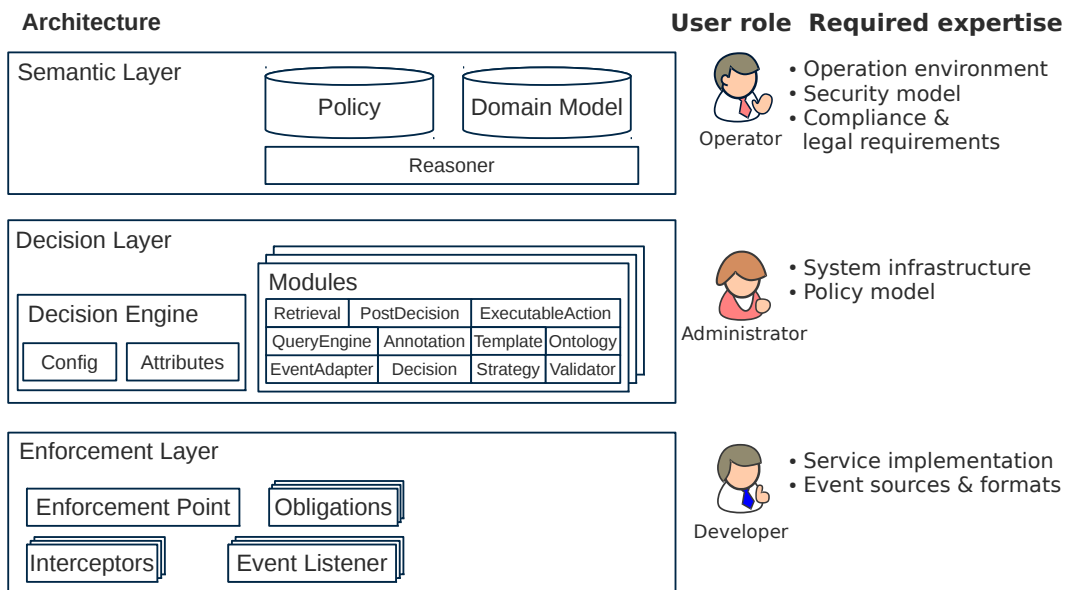 Architecture
User role
Required expertise
Semantic Layer
Policy
Domain Model
Reasoner
Operator
• Operation environment
• Security model
• Compliance &
legal requirements
Decision Layer
Decision Engine
Config
Attributes
Modules
Retrieval
PostDecision
ExecutableAction
QueryEngine
Annotation
Template
Ontology
EventAdapter
Decision
Strategy
Validator
Administrator
• System infrastructure
• Policy model
Enforcement Layer
Enforcement Point
Obligations
Interceptors
Event Listener
Developer
• Service implementation
• Event sources & formats